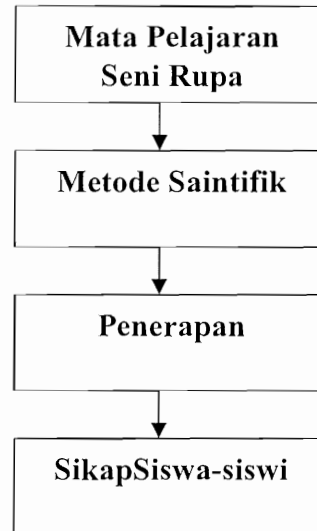 Mata Pelajaran
Seni Rupa
Metode Saintifik
Penerapan
SikapSiswa-siswi